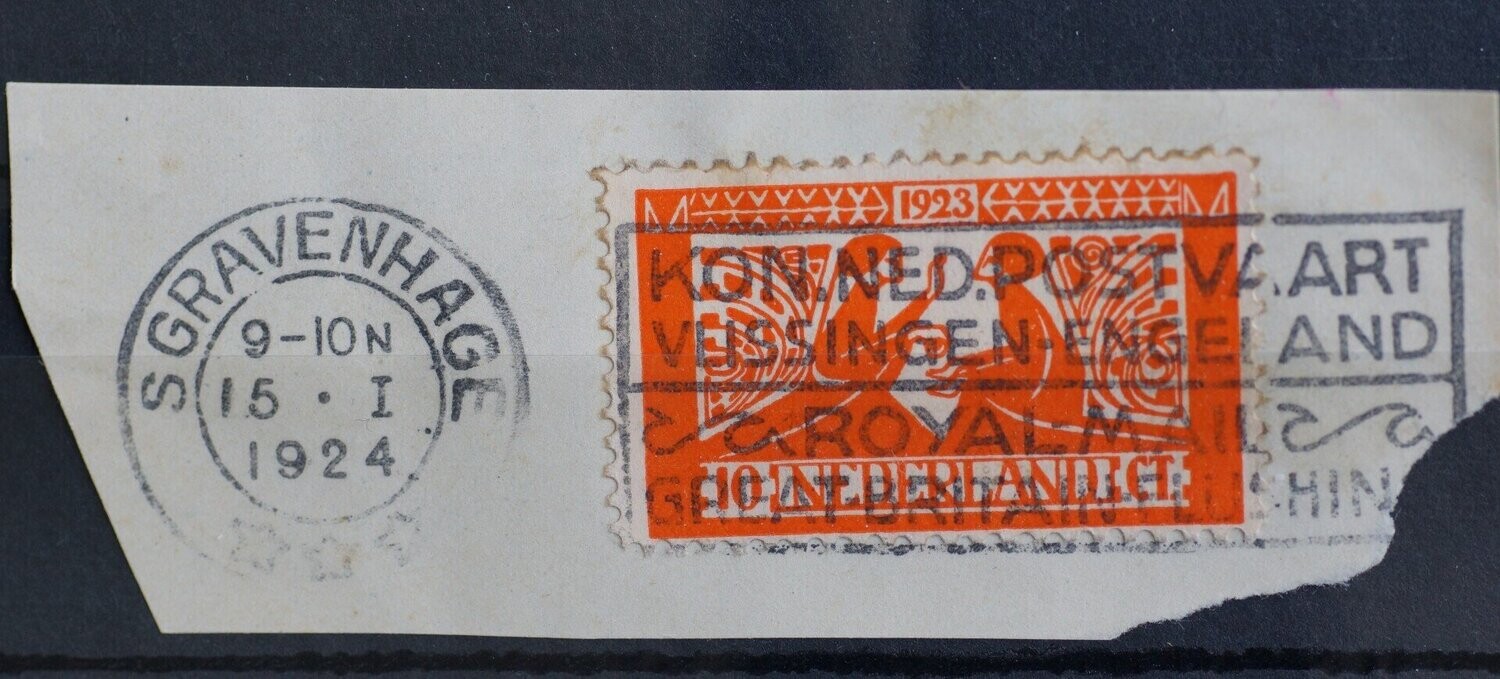 SGRAVENHAGE
9-10N
15 · I
1924
1923
10 NEDERLAND CT
KON.NED.POSTVAART
VLISSINGEN-ENGELAND
ROYAL MAIL
GREAT-BRITAIN-FLUSHIN